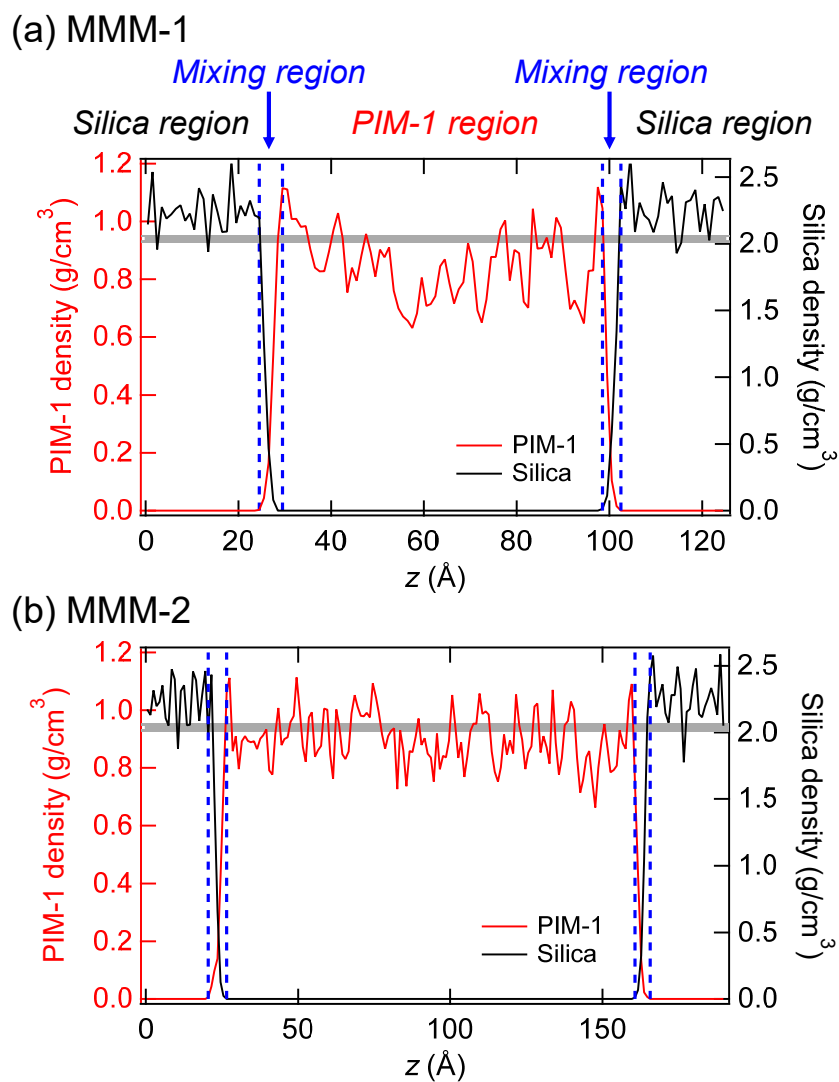 (a) MMM-1
Mixing region Mixing region
Silica region PIM-1 region Silica region
PIM-1 density (g/cm3)
1.2
1.0
0.8
0.6
0.4
0.2
0.0
PIM-1
Silica
2.5
2.0
1.5
1.0
0.5
0.0
Silica density (g/cm3)
0 20 40 60 80 100 120
z (Å)
(b) MMM-2
PIM-1 density (g/cm3)
1.2
1.0
0.8
0.6
0.4
0.2
0.0
PIM-1
Silica
2.5
2.0
1.5
1.0
0.5
0.0
Silica density (g/cm3)
0 50 100 150
z (Å)